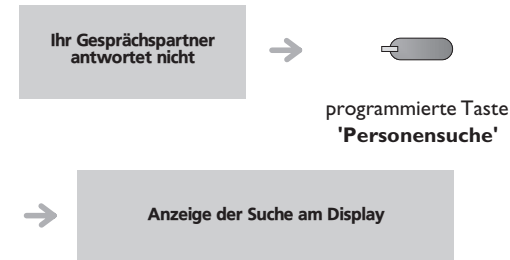 Ihr Gesprächspartner
antwortet nicht
programmierte Taste
'Personensuche'
Anzeige der Suche am Display